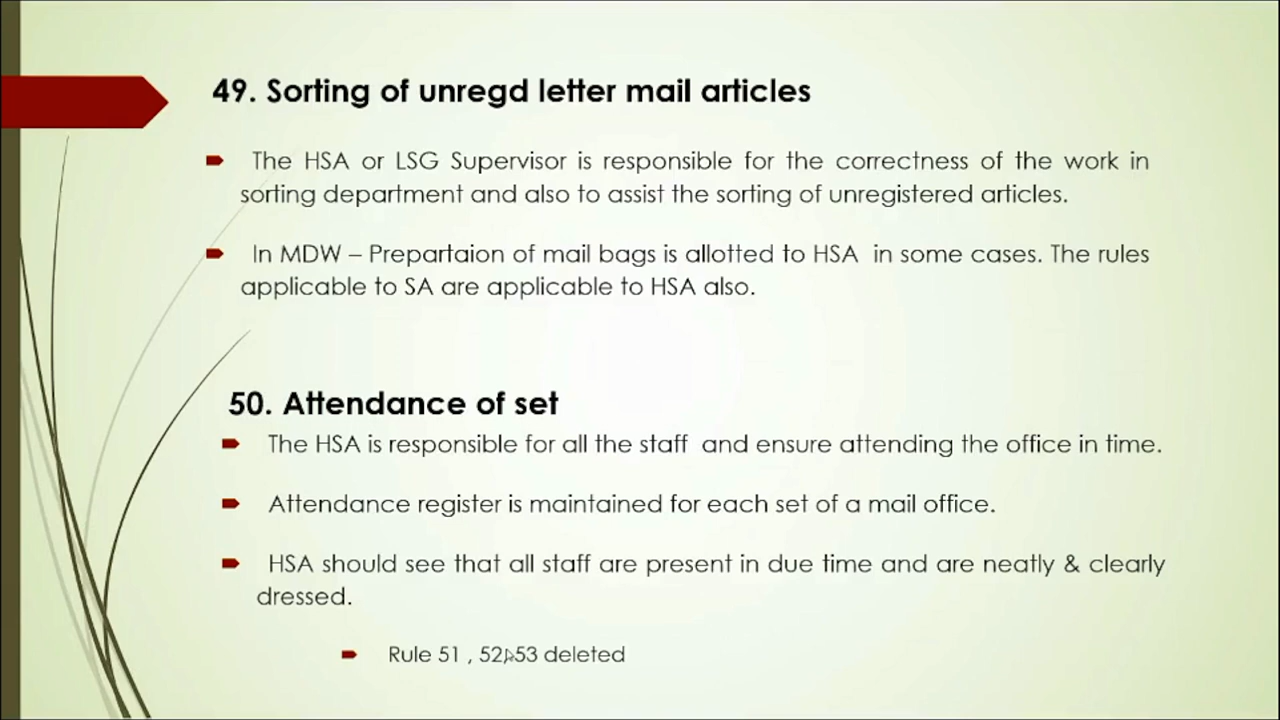 49. Sorting of unregd letter mail articles
The HSA or LSG Supervisor is responsible for the correctness of the work in
sorting department and also to assist the sorting of unregistered articles.
In MDW – Prepartaion of mail bags is allotted to HSA in some cases. The rules
applicable to SA are applicable to HSA also.
50. Attendance of set
The HSA is responsible for all the staff and ensure attending the office in time.
Attendance register is maintained for each set of a mail office.
HSA should see that all staff are present in due time and are neatly & clearly
dressed.
Rule 51 , 52, 53 deleted